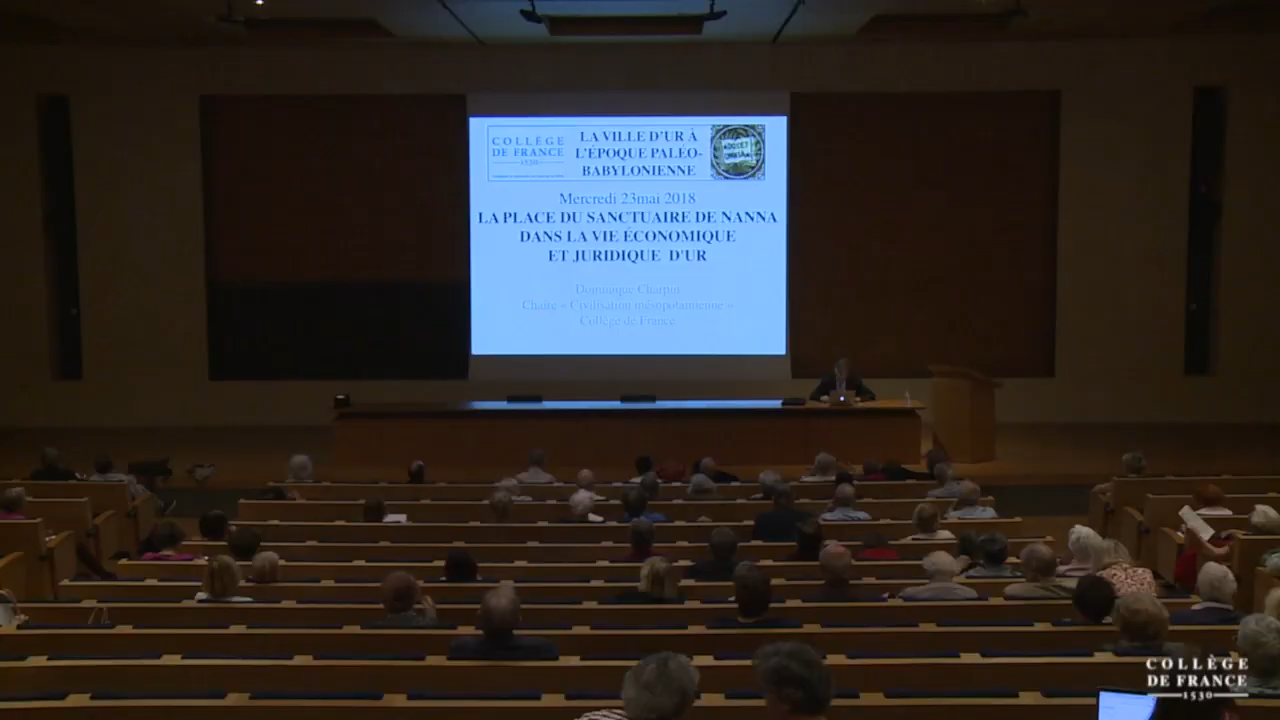 COLLÈGE
DE FRANCE
1530
LA VILLE D'UR À
L'ÉPOQUE PALÉO-
BABYLONIENNE
Mercredi 23mai 2018
LA PLACE DU SANCTUAIRE DE NANNA
DANS LA VIE ÉCONOMIQUE
ET JURIDIQUE D'UR
Dominique Charpin
Chaire « Civilisation mésopotamienne »
Collège de France
COLLÈGE
DE FRANCE
1530